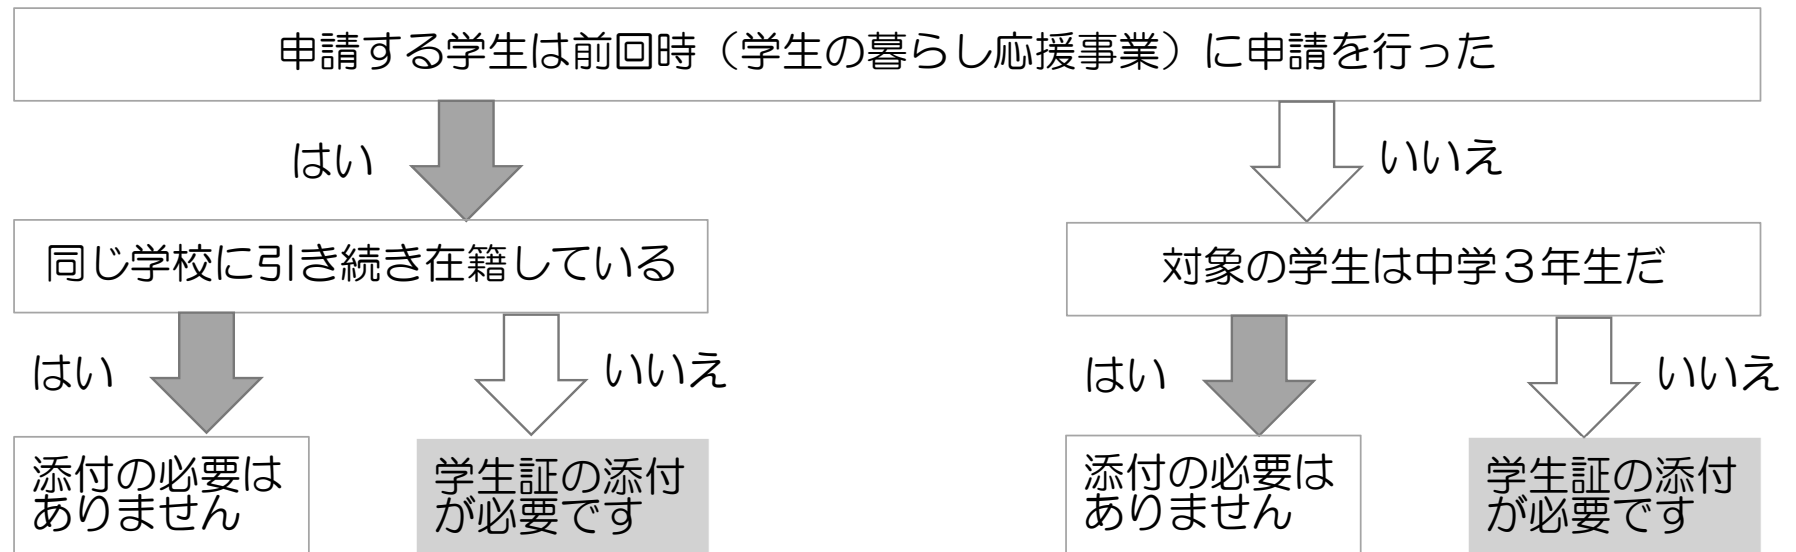 申請する学生は前回時（学生の暮らし応援事業）に申請を行った
はい
いいえ
同じ学校に引き続き在籍している
対象の学生は中学３年生だ
はい
いいえ
はい
いいえ
添付の必要は
ありません
学生証の添付
が必要です
添付の必要は
ありません
学生証の添付
が必要です